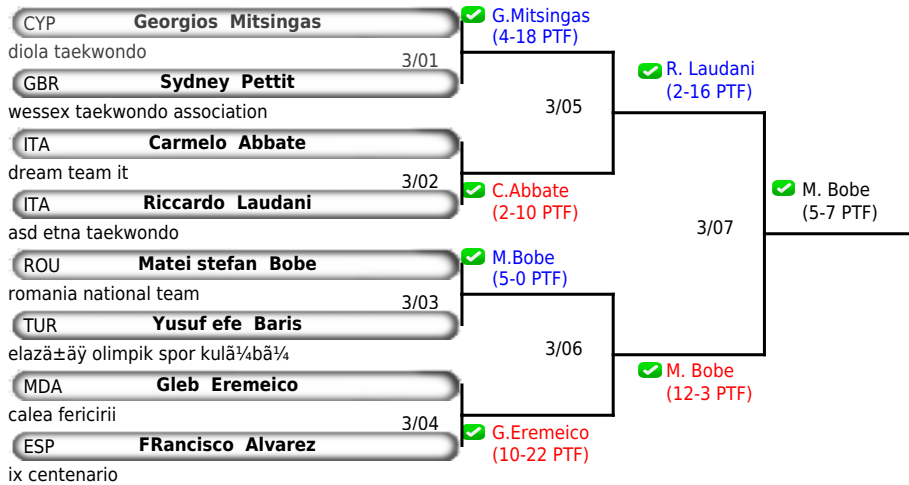 CYP Georgios Mitsingas
diola taekwondo
3/01
GBR Sydney Pettit
wessex taekwondo association
ITA Carmelo Abbate
dream team it
3/02
ITA Riccardo Laudani
asd etna taekwondo
ROU Matei stefan Bobe
romania national team
3/03
TUR Yusuf efe Baris
elazä±äÿ olimpik spor kulã¼bã¼
MDA Gleb Eremeico
calea fericirii
3/04
ESP FRancisco Alvarez
ix centenario
G.Mitsingas
(4-18 PTF)
3/05
C.Abbate
(2-10 PTF)
M.Bobe
(5-0 PTF)
3/06
G.Eremeico
(10-22 PTF)
R. Laudani
(2-16 PTF)
3/07
M. Bobe
(12-3 PTF)
M. Bobe
(5-7 PTF)